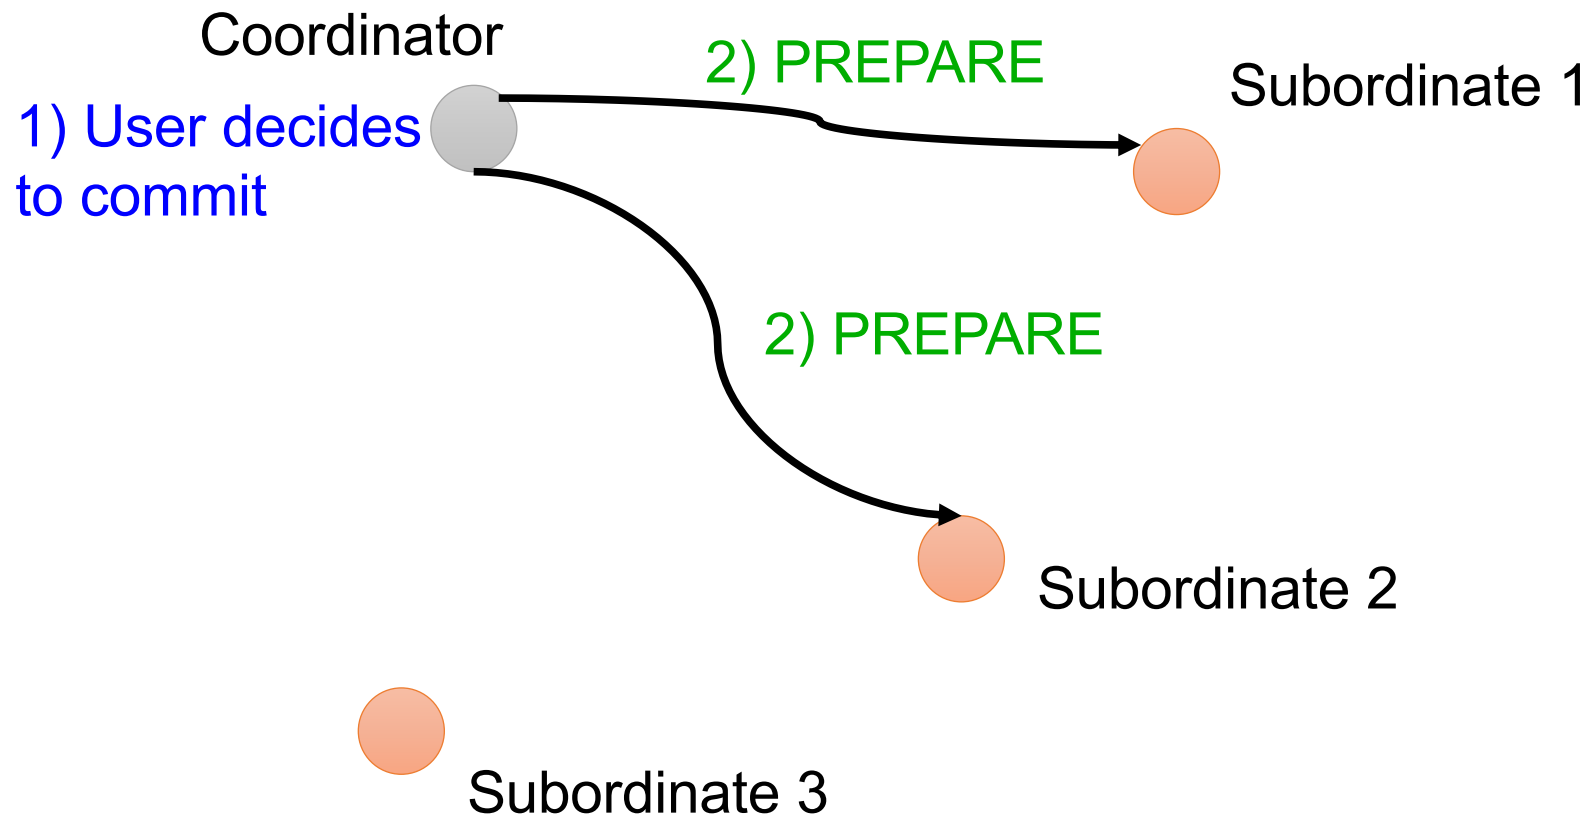 Coordinator
2) PREPARE
Subordinate 1
1) User decides
to commit
2) PREPARE
Subordinate 2
Subordinate 3